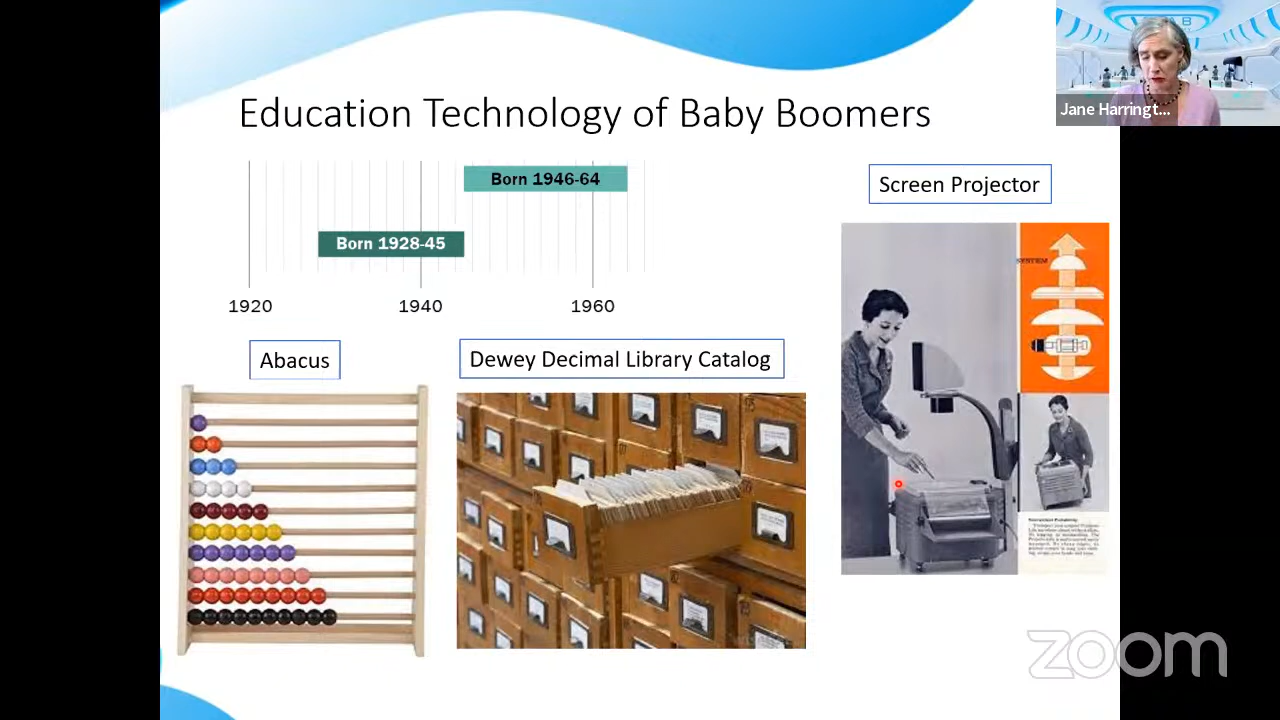 Jane Harringt...
Education Technology of Baby Boomers
Born 1946-64
Born 1928-45
1920
1940
1960
Screen Projector
SYSTEM
Abacus
Dewey Decimal Library Catalog
zoom